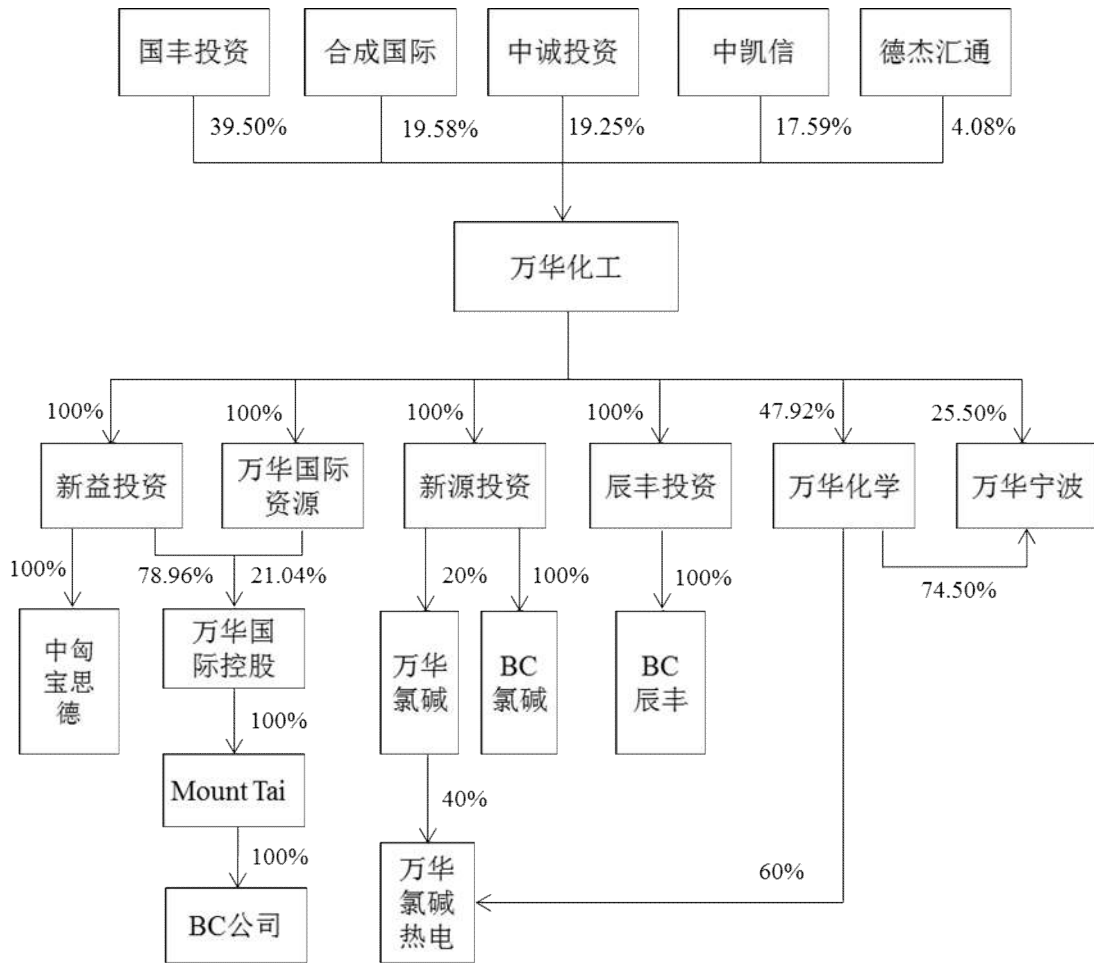 国丰投资
合成国际
中诚投资
中凯信
德杰汇通
39.50%
19.58%
19.25%
17.59%
4.08%
万华化工
100%
100%
100%
100%
47.92%
25.50%
新益投资
万华国际
资源
新源投资
辰丰投资
万华化学
万华宁波
100%
78.96%
21.04%
20%
100%
100%
74.50%
中匈
宝思
德
万华国
际控股
万华
氯碱
BC
氯碱
BC
辰丰
100%
Mount Tai
40%
100%
万华
氯碱
热电
60%
BC公司